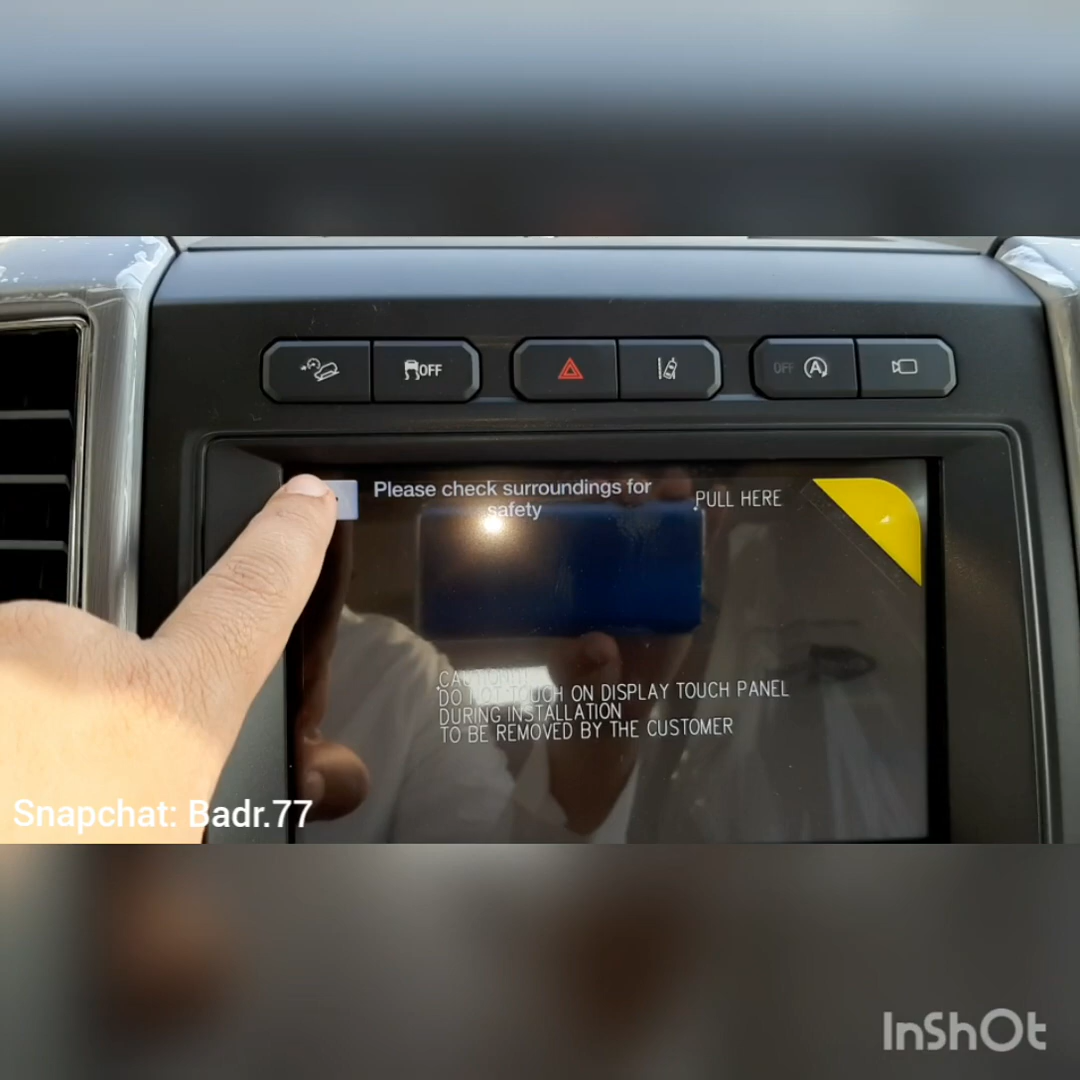 OFF
OFF
A
Please check surroundings for
safety
PULL HERE
CAUTION!!
DO NOT TOUCH ON DISPLAY TOUCH PANEL
DURING INSTALLATION
TO BE REMOVED BY THE CUSTOMER
Snapchat: Badr.77
InShOt